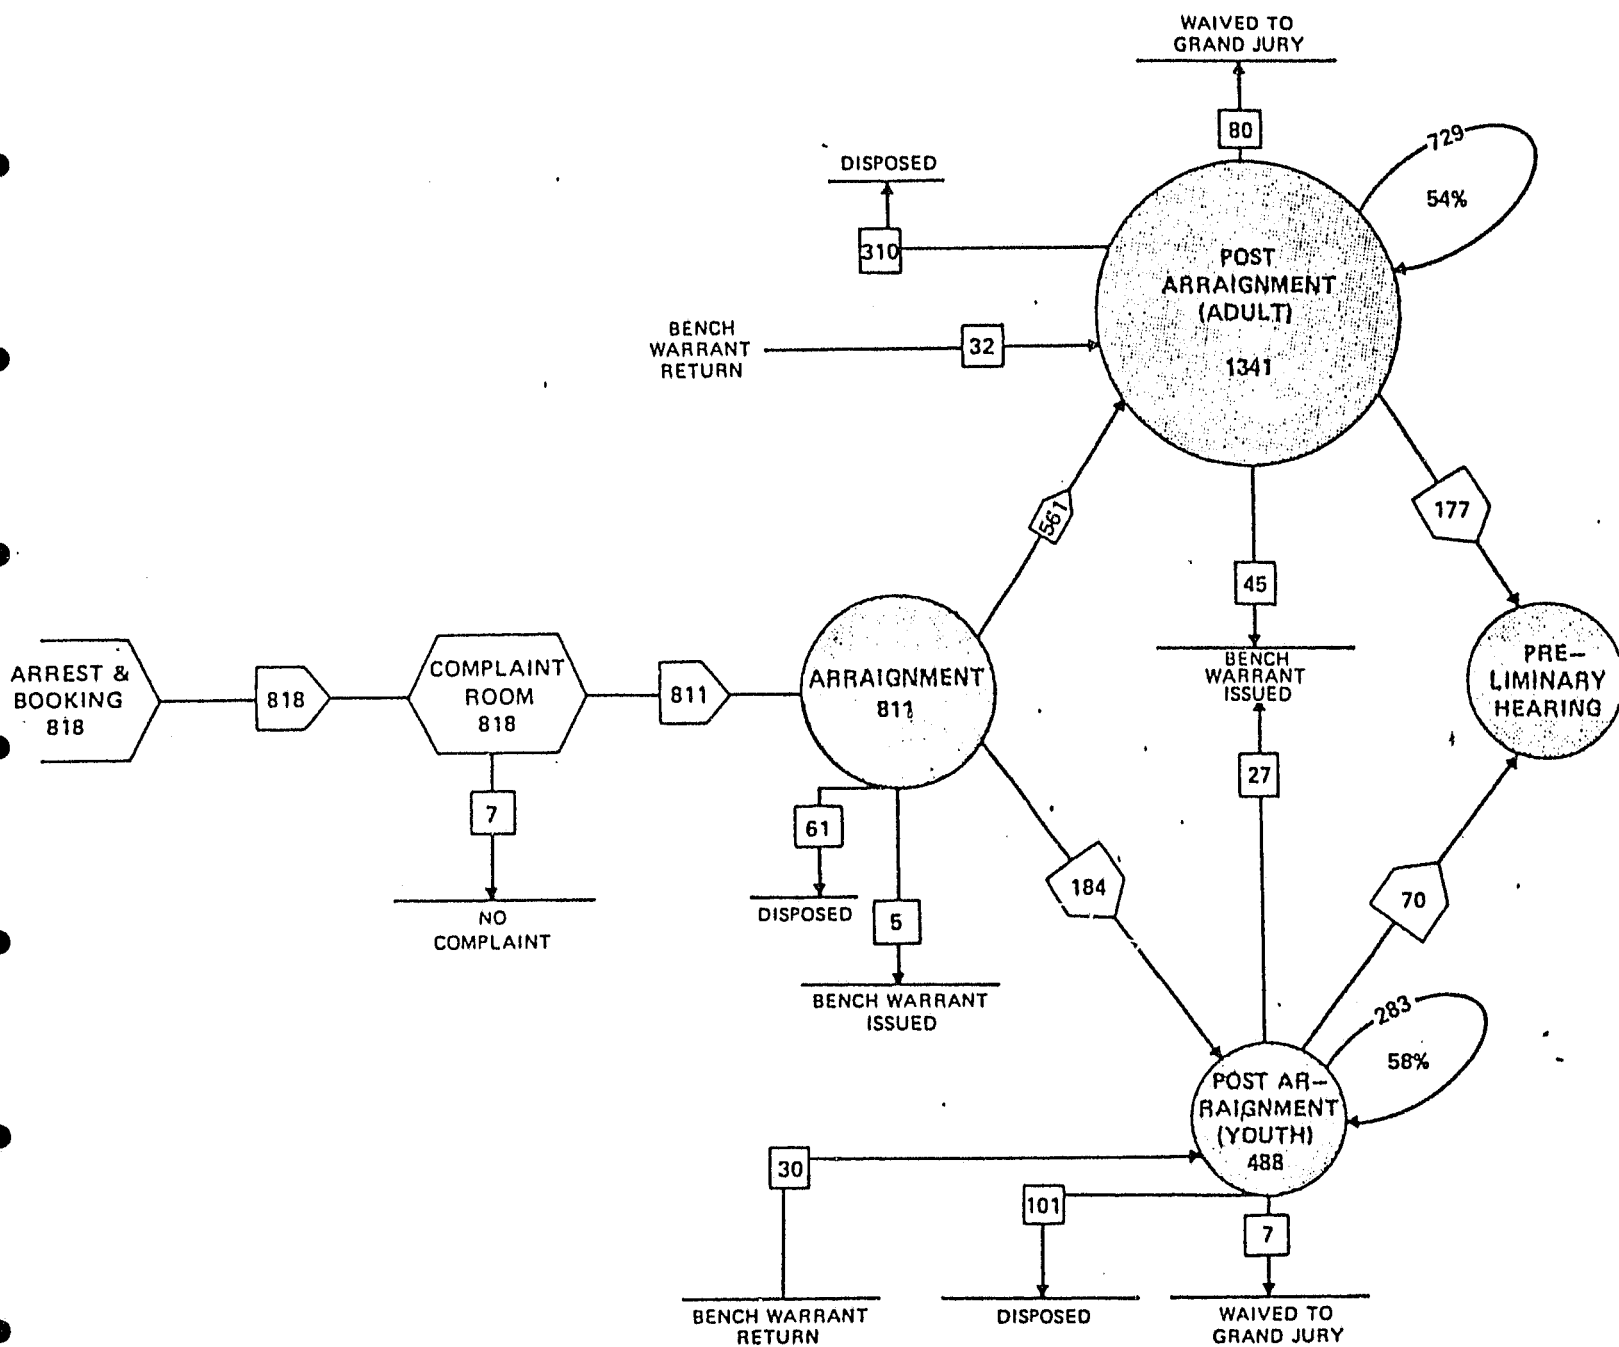 WAIVED TO
GRAND JURY
80
729
54%
DISPOSED
310
POST
ARRAIGNMENT
(ADULT)
1341
BENCH
WARRANT
RETURN
32
561
177
45
BENCH
WARRANT
ISSUED
ARREST &
BOOKING
818
818
COMPLAINT
ROOM
818
811
ARRAIGNMENT
811
PRE-
LIMINARY
HEARING
7
NO
COMPLAINT
61
DISPOSED
5
BENCH WARRANT
ISSUED
27
184
70
283
58%
POST AR-
RAIGNMENT
(YOUTH)
488
30
BENCH WARRANT
RETURN
101
DISPOSED
7
WAIVED TO
GRAND JURY